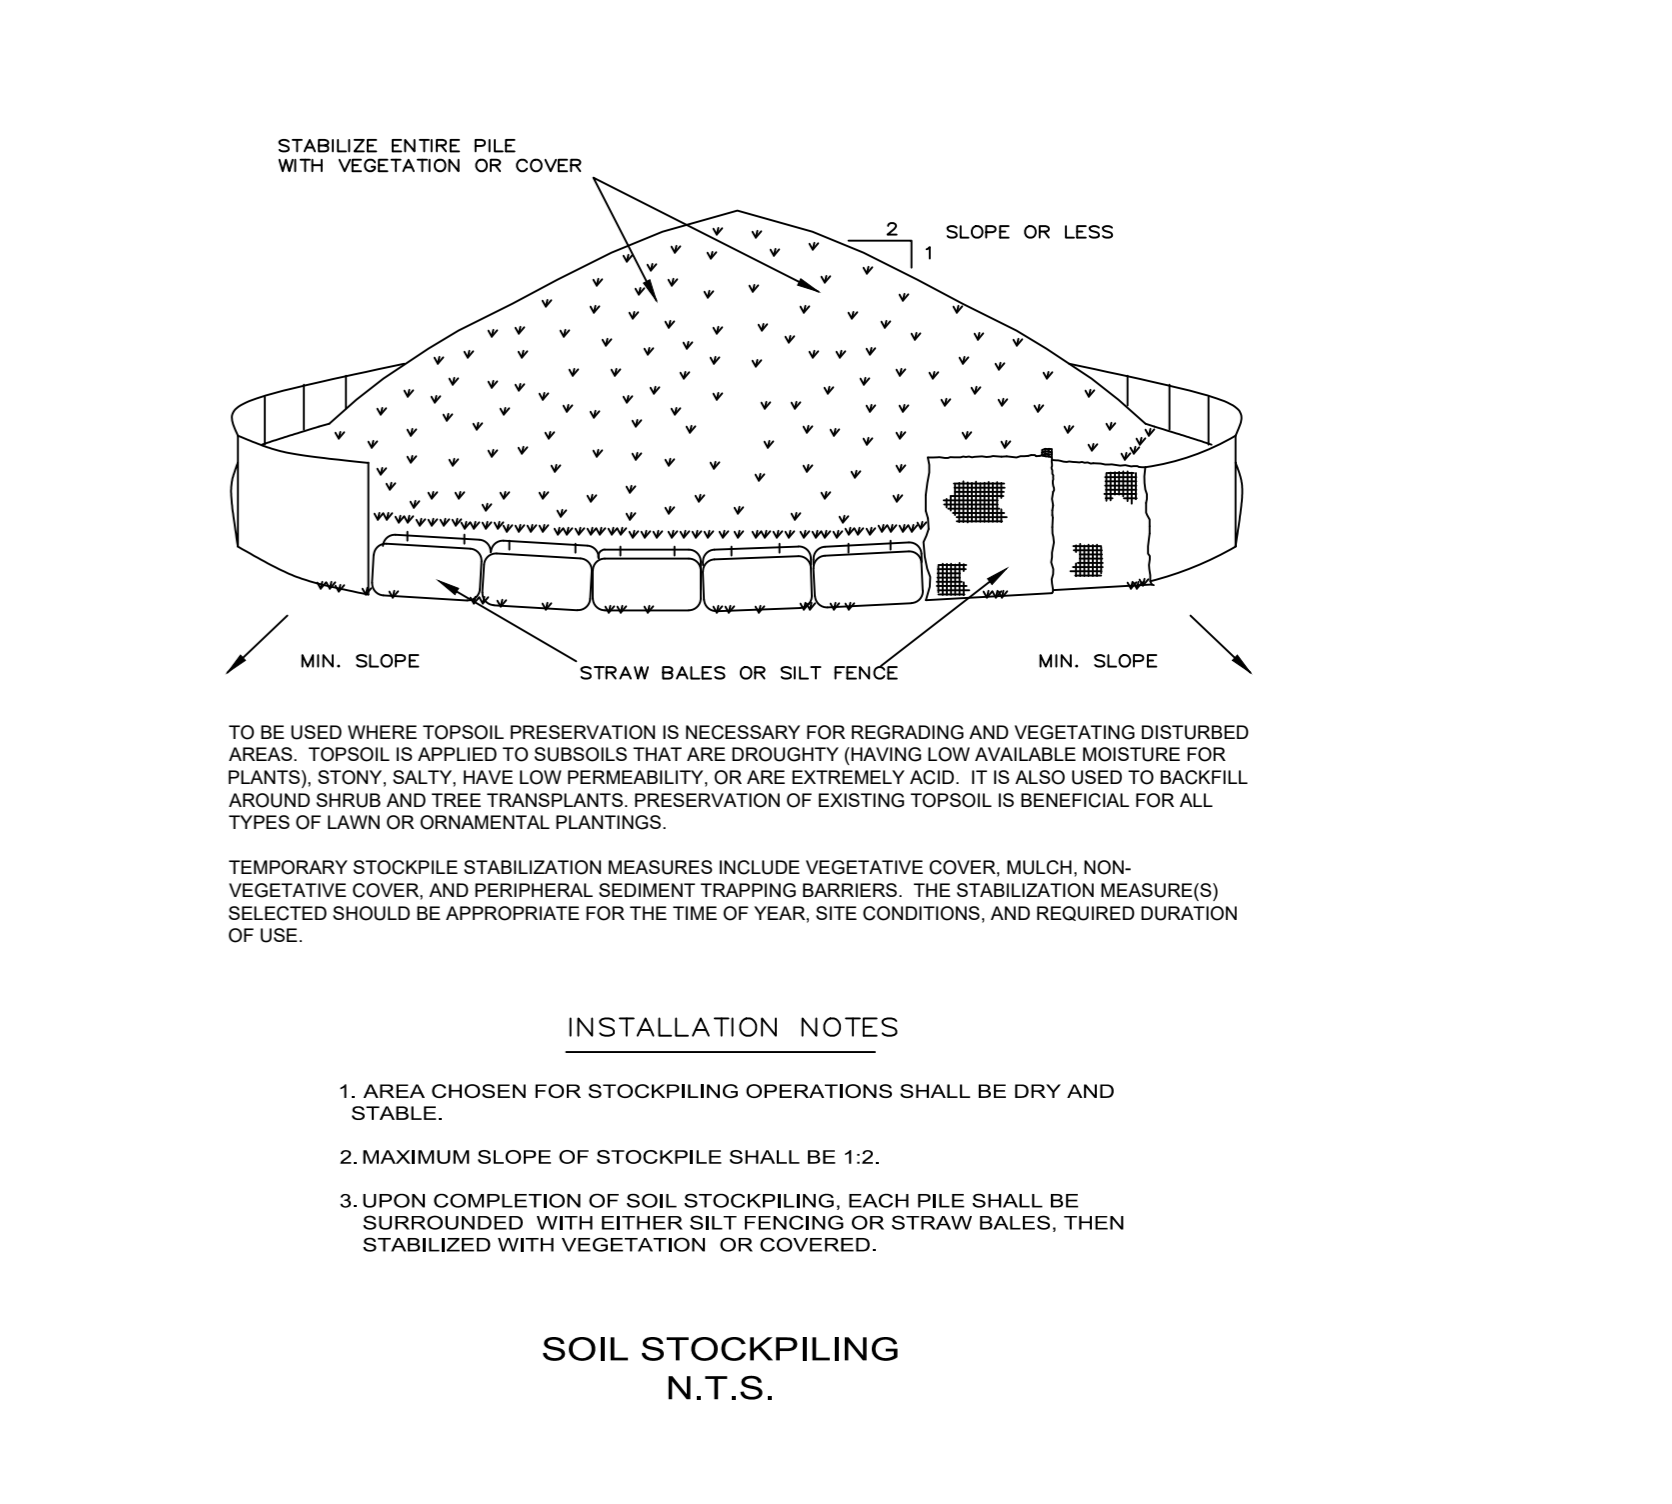 STABILIZE ENTIRE PILE
WITH VEGETATION OR COVER
2 SLOPE OR LESS
1
MIN. SLOPE
STRAW BALES OR SILT FENCE
MIN. SLOPE
TO BE USED WHERE TOPSOIL PRESERVATION IS NECESSARY FOR REGRADING AND VEGETATING DISTURBED
AREAS. TOPSOIL IS APPLIED TO SUBSOILS THAT ARE DROUGHTY (HAVING LOW AVAILABLE MOISTURE FOR
PLANTS), STONY, SALTY, HAVE LOW PERMEABILITY, OR ARE EXTREMELY ACID. IT IS ALSO USED TO BACKFILL
AROUND SHRUB AND TREE TRANSPLANTS. PRESERVATION OF EXISTING TOPSOIL IS BENEFICIAL FOR ALL
TYPES OF LAWN OR ORNAMENTAL PLANTINGS.
TEMPORARY STOCKPILE STABILIZATION MEASURES INCLUDE VEGETATIVE COVER, MULCH, NON-
VEGETATIVE COVER, AND PERIPHERAL SEDIMENT TRAPPING BARRIERS. THE STABILIZATION MEASURE(S)
SELECTED SHOULD BE APPROPRIATE FOR THE TIME OF YEAR, SITE CONDITIONS, AND REQUIRED DURATION
OF USE.
INSTALLATION NOTES
1. AREA CHOSEN FOR STOCKPILING OPERATIONS SHALL BE DRY AND
STABLE.
2. MAXIMUM SLOPE OF STOCKPILE SHALL BE 1:2.
3. UPON COMPLETION OF SOIL STOCKPILING, EACH PILE SHALL BE
SURROUNDED WITH EITHER SILT FENCING OR STRAW BALES, THEN
STABILIZED WITH VEGETATION OR COVERED.
SOIL STOCKPILING
N.T.S.